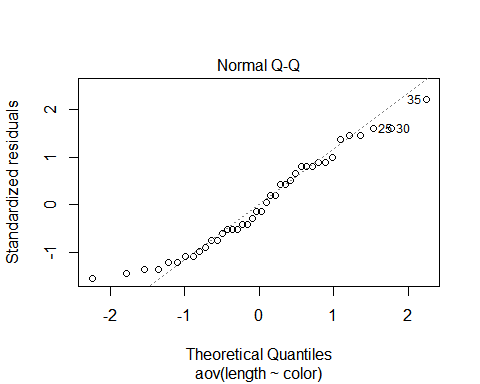 Normal Q-Q
Standardized residuals
2
1
0
-1
35
25 30
-2 -1 0 1 2
Theoretical Quantiles
aov(length ~ color)